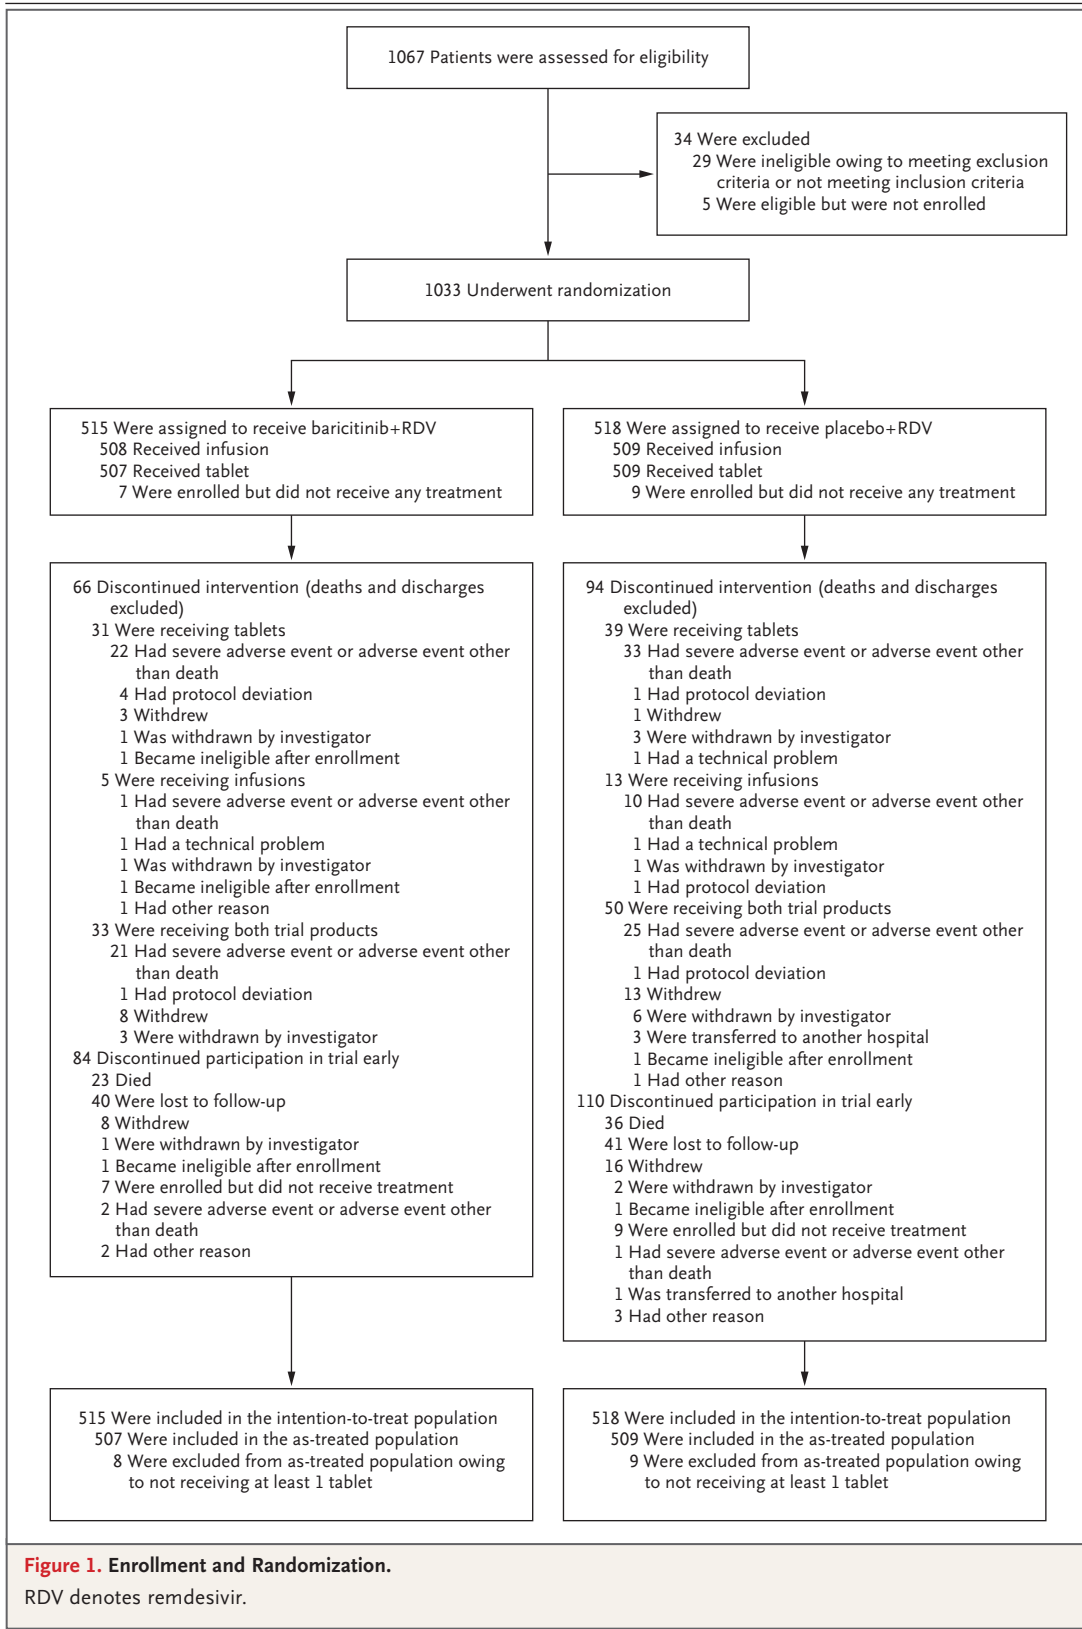 1067 Patients were assessed for eligibility
34 Were excluded
29 Were ineligible owing to meeting exclusion
criteria or not meeting inclusion criteria
5 Were eligible but were not enrolled
1033 Underwent randomization
515 Were assigned to receive baricitinib+RDV
508 Received infusion
507 Received tablet
7 Were enrolled but did not receive any treatment
518 Were assigned to receive placebo+RDV
509 Received infusion
509 Received tablet
9 Were enrolled but did not receive any treatment
66 Discontinued intervention (deaths and discharges
excluded)
31 Were receiving tablets
22 Had severe adverse event or adverse event other
than death
4 Had protocol deviation
3 Withdrew
1 Was withdrawn by investigator
1 Became ineligible after enrollment
5 Were receiving infusions
1 Had severe adverse event or adverse event other
than death
1 Had a technical problem
1 Was withdrawn by investigator
1 Became ineligible after enrollment
1 Had other reason
33 Were receiving both trial products
21 Had severe adverse event or adverse event other
than death
1 Had protocol deviation
8 Withdrew
3 Were withdrawn by investigator
84 Discontinued participation in trial early
23 Died
40 Were lost to follow-up
8 Withdrew
1 Were withdrawn by investigator
1 Became ineligible after enrollment
7 Were enrolled but did not receive treatment
2 Had severe adverse event or adverse event other
than death
2 Had other reason
94 Discontinued intervention (deaths and discharges
excluded)
39 Were receiving tablets
33 Had severe adverse event or adverse event other
than death
1 Had protocol deviation
1 Withdrew
3 Were withdrawn by investigator
1 Had a technical problem
13 Were receiving infusions
10 Had severe adverse event or adverse event other
than death
1 Had a technical problem
1 Was withdrawn by investigator
1 Had protocol deviation
50 Were receiving both trial products
25 Had severe adverse event or adverse event other
than death
1 Had protocol deviation
13 Withdrew
6 Were withdrawn by investigator
3 Were transferred to another hospital
1 Became ineligible after enrollment
1 Had other reason
110 Discontinued participation in trial early
36 Died
41 Were lost to follow-up
16 Withdrew
2 Were withdrawn by investigator
1 Became ineligible after enrollment
9 Were enrolled but did not receive treatment
1 Had severe adverse event or adverse event other
than death
1 Was transferred to another hospital
3 Had other reason
515 Were included in the intention-to-treat population
507 Were included in the as-treated population
8 Were excluded from as-treated population owing
to not receiving at least 1 tablet
518 Were included in the intention-to-treat population
509 Were included in the as-treated population
9 Were excluded from as-treated population owing
to not receiving at least 1 tablet
Figure 1. Enrollment and Randomization.
RDV denotes remdesivir.